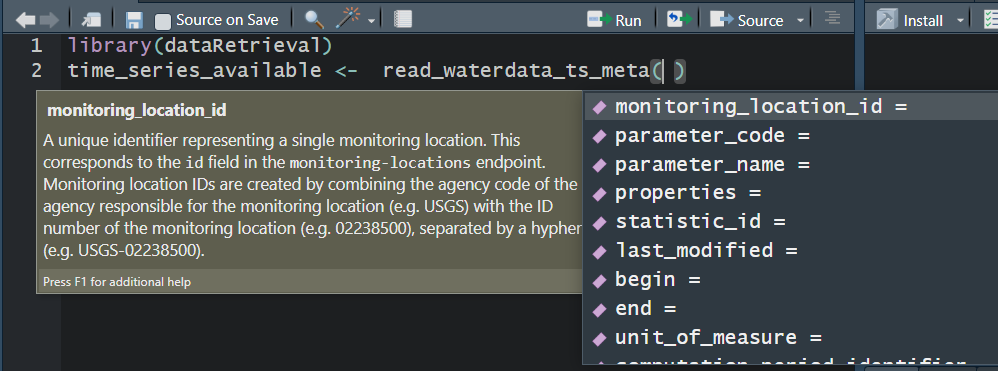 Source on Save
Run
Source
Install
1 library(dataRetrieval)
2 time_series_available <-  read_waterdata_ts_meta( )
monitoring_location_id
A unique identifier representing a single monitoring location. This
corresponds to the id field in the monitoring-locations endpoint.
Monitoring location IDs are created by combining the agency code of the
agency responsible for the monitoring location (e.g. USGS) with the ID
number of the monitoring location (e.g. 02238500), separated by a hypher
(e.g. USGS-02238500).
Press F1 for additional help
monitoring_location_id =
parameter_code =
parameter_name =
properties =
statistic_id =
last_modified =
begin =
end =
unit_of_measure =
computation_period_identifier